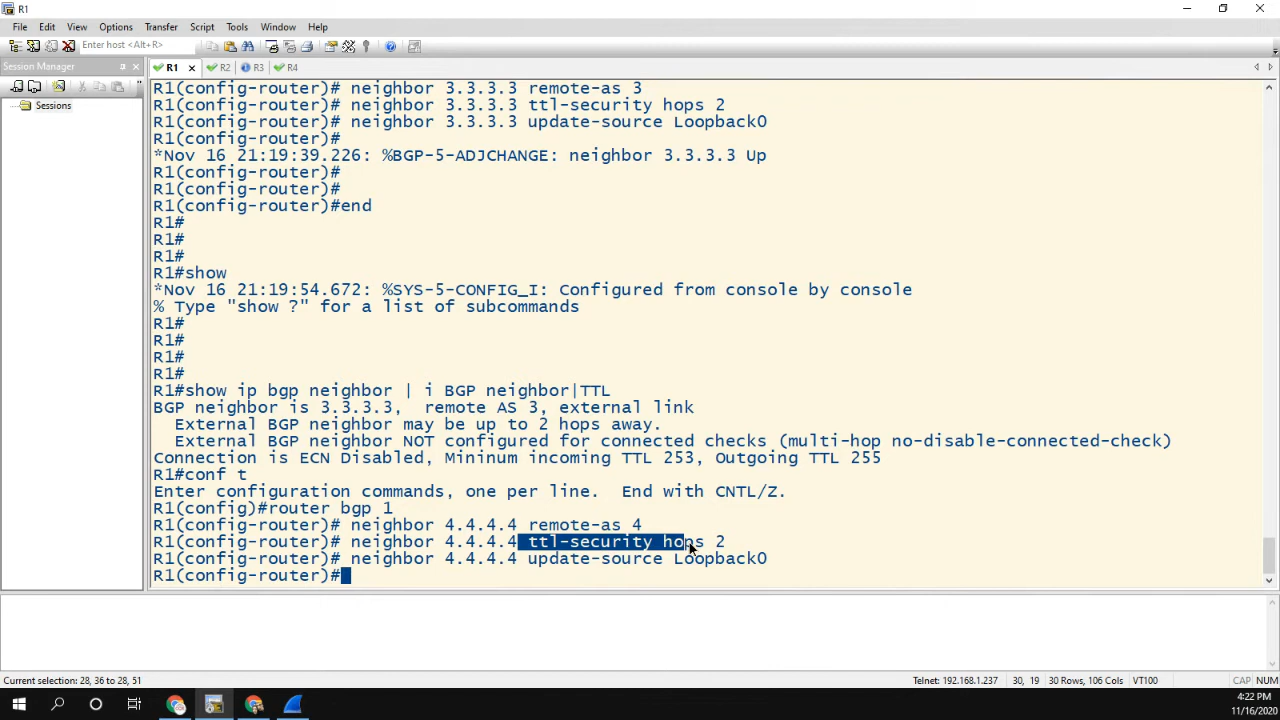 R1
File Edit View Options Transfer Script Tools Window Help
Enter host <Alt+R>
Session Manager
R1 R2 R3 R4
Sessions
R1(config-router)# neighbor 3.3.3.3 remote-as 3
R1(config-router)# neighbor 3.3.3.3 ttl-security hops 2
R1(config-router)# neighbor 3.3.3.3 update-source Loopback0
R1(config-router)#
*Nov 16 21:19:39.226: %BGP-5-ADJCHANGE: neighbor 3.3.3.3 Up
R1(config-router)#
R1(config-router)#
R1(config-router)#end
R1#
R1#
R1#
R1#show
*Nov 16 21:19:54.672: %SYS-5-CONFIG_I: Configured from console by console
% Type "show ?" for a list of subcommands
R1#
R1#
R1#
R1#
R1#show ip bgp neighbor | i BGP neighbor|TTL
BGP neighbor is 3.3.3.3,  remote AS 3, external link
  External BGP neighbor may be up to 2 hops away.
  External BGP neighbor NOT configured for connected checks (multi-hop no-disable-connected-check)
Connection is ECN Disabled, Mininum incoming TTL 253, Outgoing TTL 255
R1#conf t
Enter configuration commands, one per line.  End with CNTL/Z.
R1(config)#router bgp 1
R1(config-router)# neighbor 4.4.4.4 remote-as 4
R1(config-router)# neighbor 4.4.4.4 ttl-security hops 2
R1(config-router)# neighbor 4.4.4.4 update-source Loopback0
R1(config-router)#
Current selection: 28, 36 to 28, 51 Telnet: 192.168.1.237 30, 19 30 Rows, 106 Cols VT100 CAP NUM
4:22 PM
11/16/2020